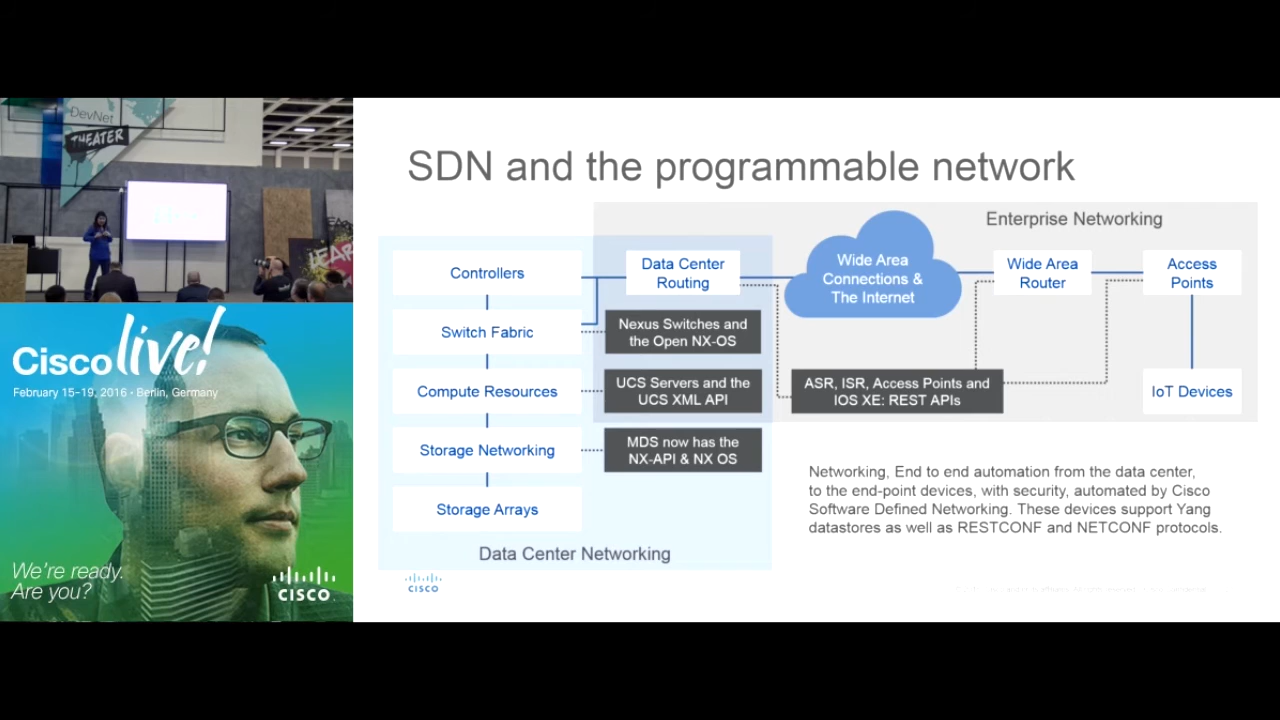 DevNet
THEATER
Cisco live!
February 15-19, 2016 · Berlin, Germany
We're ready.
Are you?
CISCO
SDN and the programmable network
Enterprise Networking
Controllers
Switch Fabric
Compute Resources
Storage Networking
Storage Arrays
Data Center
Routing
Nexus Switches and
the Open NX-OS
UCS Servers and the
UCS XML API
MDS now has the
NX-API & NX OS
Data Center Networking
Wide Area
Connections &
The Internet
Wide Area
Router
Access
Points
ASR, ISR, Access Points and
IOS XE: REST APIs
IoT Devices
Networking, End to end automation from the data center,
to the end-point devices, with security, automated by Cisco
Software Defined Networking. These devices support Yang
datastores as well as RESTCONF and NETCONF protocols.
CISCO